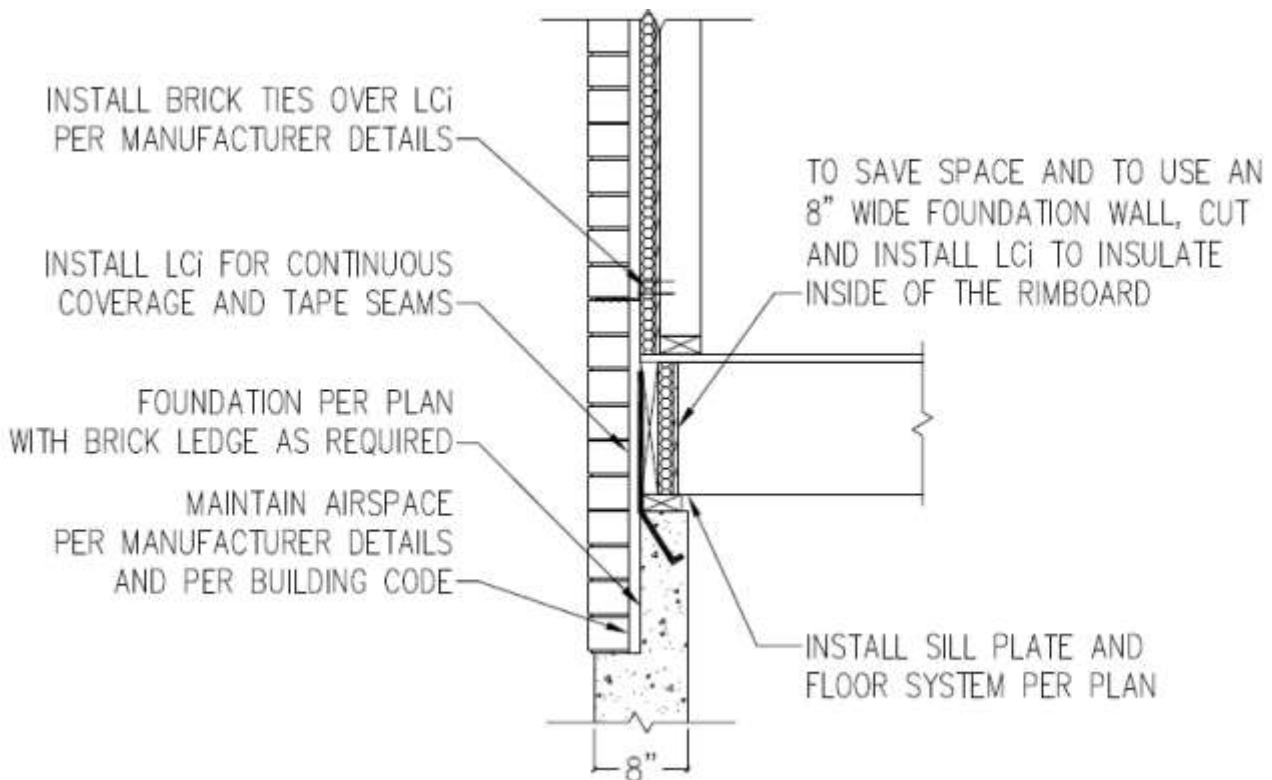 INSTALL BRICK TIES OVER LCi
PER MANUFACTURER DETAILS
INSTALL LCi FOR CONTINUOUS
COVERAGE AND TAPE SEAMS
FOUNDATION PER PLAN
WITH BRICK LEDGE AS REQUIRED
MAINTAIN AIRSPACE
PER MANUFACTURER DETAILS
AND PER BUILDING CODE
TO SAVE SPACE AND TO USE AN
8" WIDE FOUNDATION WALL, CUT
AND INSTALL LCi TO INSULATE
INSIDE OF THE RIMBOARD
INSTALL SILL PLATE AND
FLOOR SYSTEM PER PLAN
8"